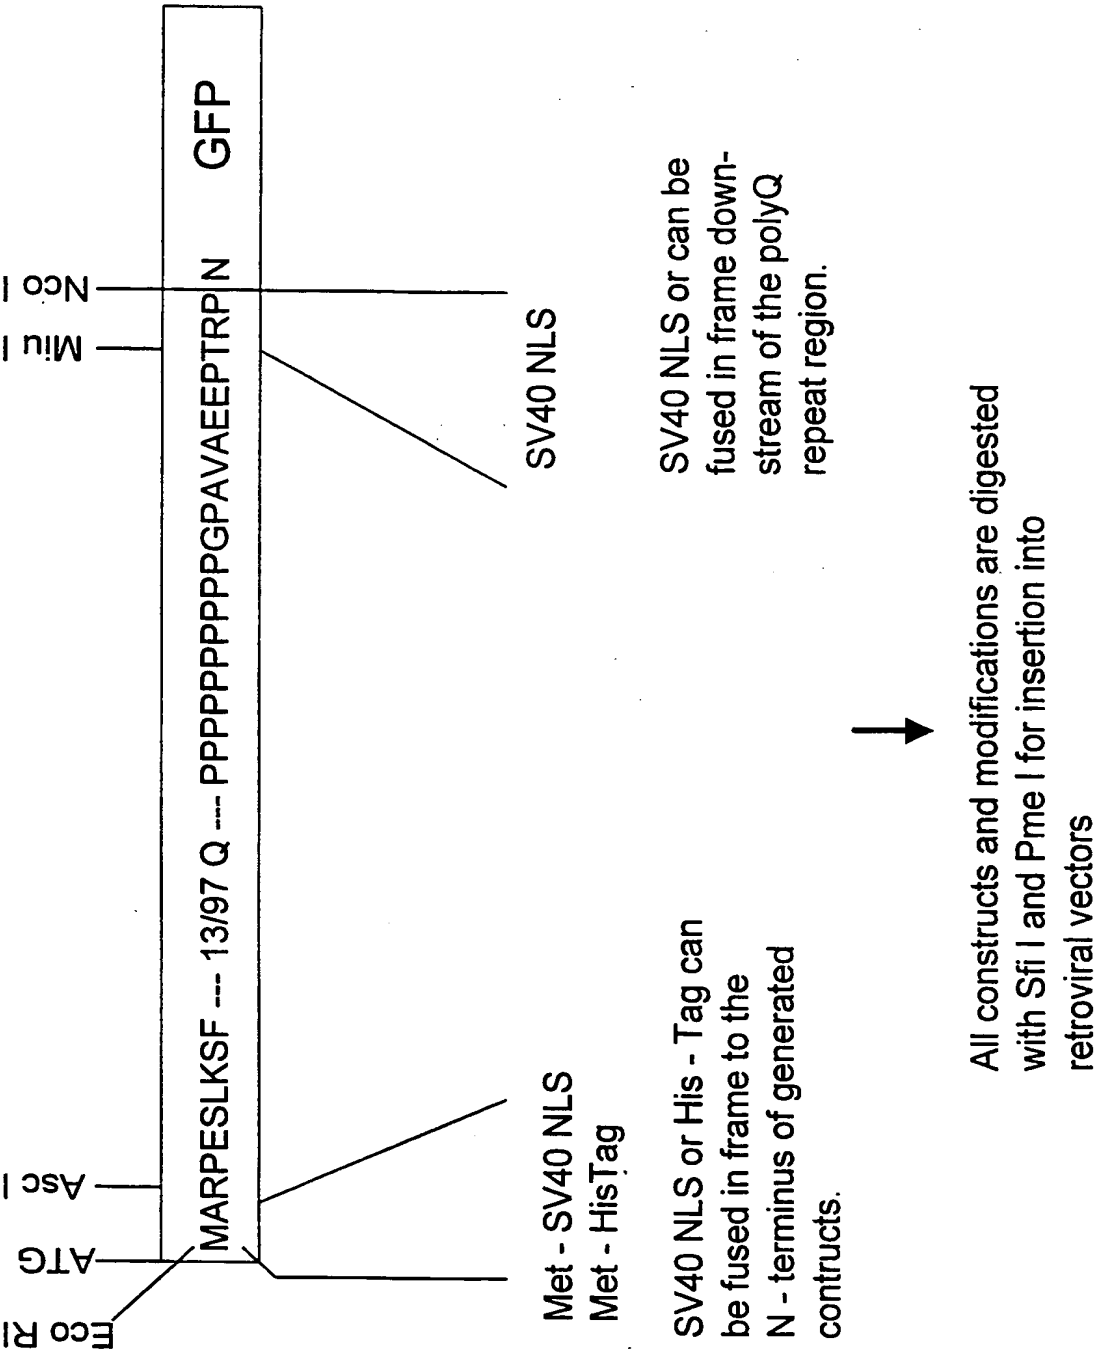 Eco RI
ATG
Asc I
Mlu I
Nco I
MARPESLKSF --- 13/97 Q --- PPPPPPPPPPPGPAVAEEPTRP N GFP
Met - SV40 NLS
Met - HisTag
SV40 NLS
SV40 NLS or His - Tag can
be fused in frame to the
N - terminus of generated
contructs.
SV40 NLS or can be
fused in frame down-
stream of the polyQ
repeat region.
All constructs and modifications are digested
with Sfi I and Pme I for insertion into
retroviral vectors